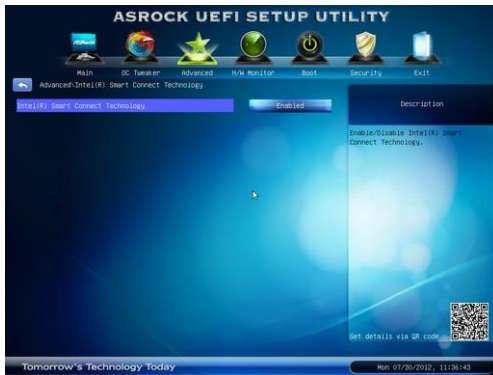 ASROCK UEFI SETUP UTILITY
ASRock
Main OC Tweaker Advanced H/W Monitor Boot Security Exit
Advanced\Intel(R) Smart Connect Technology
Intel(R) Smart Connect Technology Enabled
Description
Enable/Disable Intel(R) Smart
Connect Technology.
Get details via QR code
Tomorrow's Technology Today
Mon 07/30/2012, 11:36:43